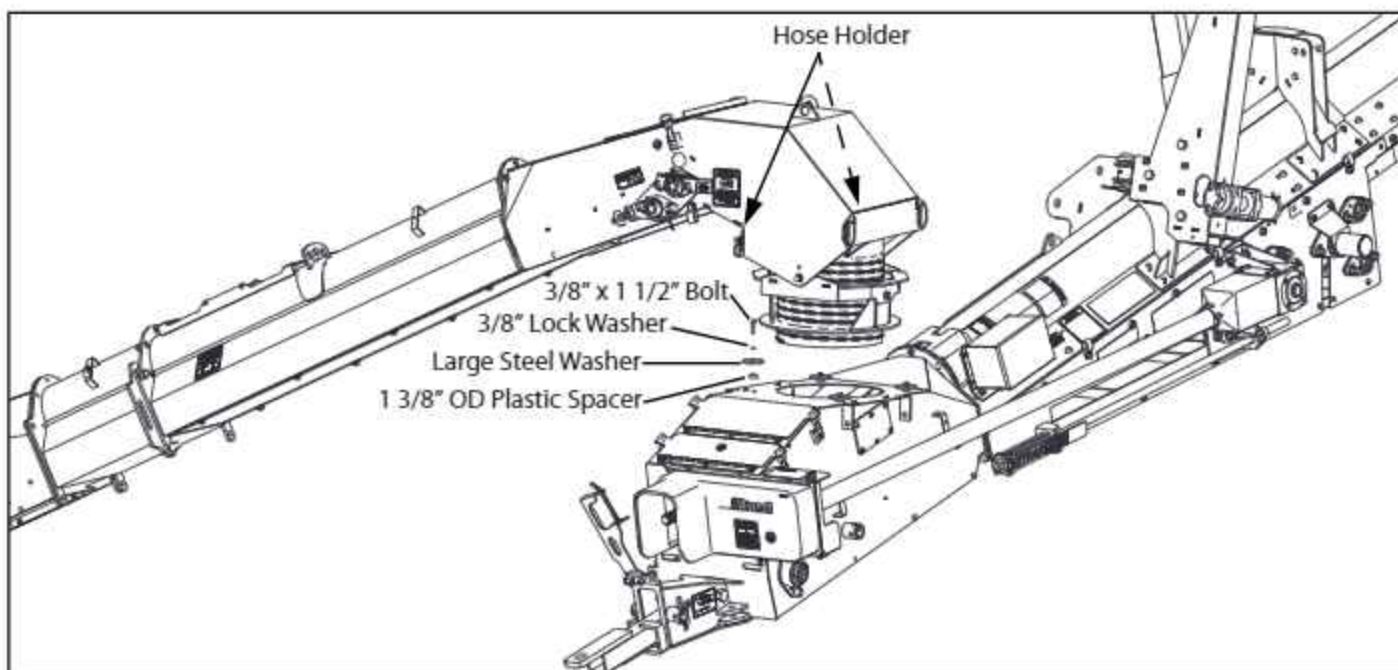 Hose Holder
3/8" x 1 1/2" Bolt
3/8" Lock Washer
Large Steel Washer
1 3/8" OD Plastic Spacer